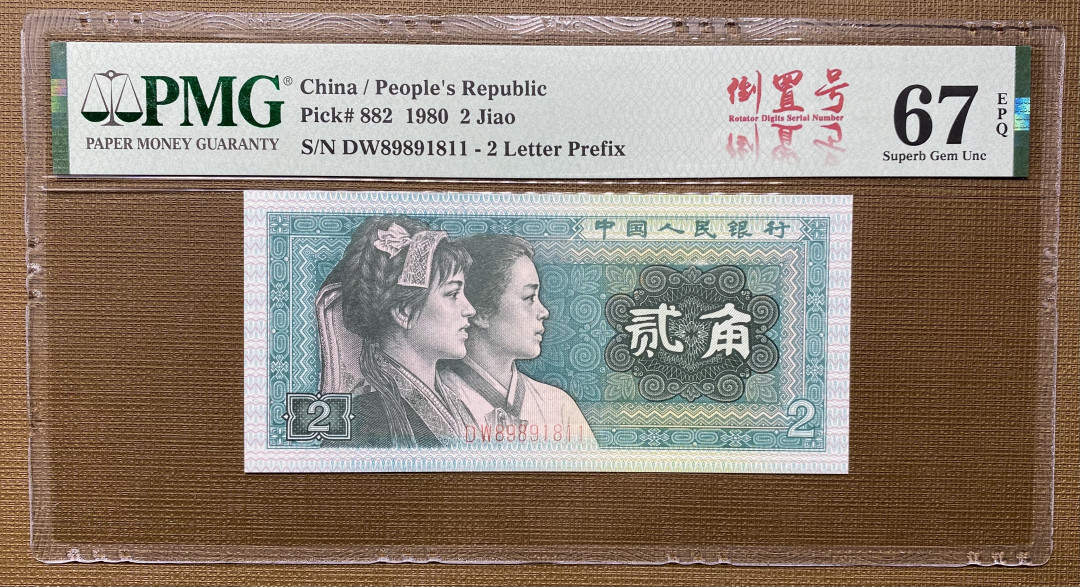 PMG®
PAPER MONEY GUARANTY
China / People's Republic
Pick# 882 1980 2 Jiao
S/N DW89891811 - 2 Letter Prefix
倒置号
Rotator Digits Serial Number
67
EPQ
Superb Gem Unc
中国人民银行
贰角
2
DW89891811
2